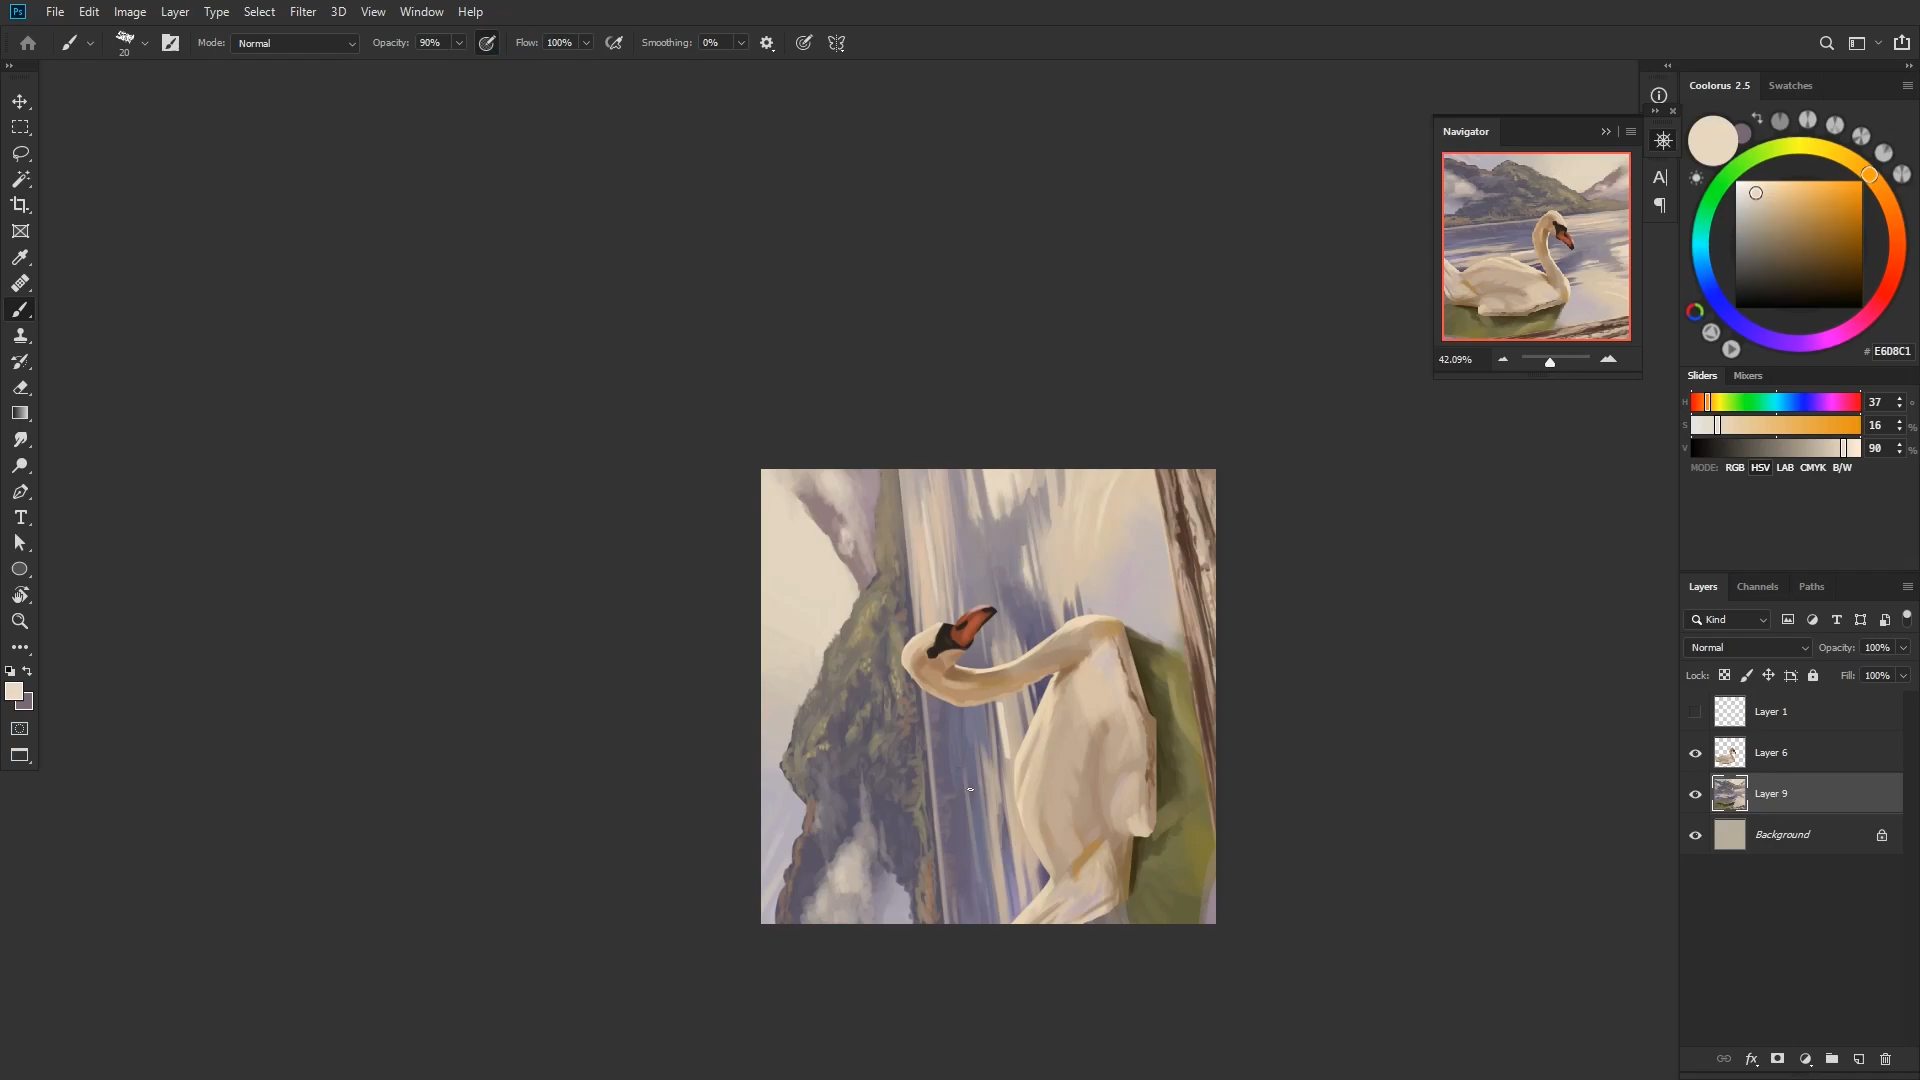 Ps File Edit Image Layer Type Select Filter 3D View Window Help
20 Mode: Normal Opacity: 90% Flow: 100% Smoothing: 0%
Coolorus 2.5 Swatches
Navigator
42.09%
# E6D8C1
Sliders Mixers
H 37 °
S 16 %
V 90 %
MODE: RGB HSV LAB CMYK B/W
Layers Channels Paths
Kind
Normal Opacity: 100%
Lock: Fill: 100%
Layer 1
Layer 6
Layer 9
Background
fx